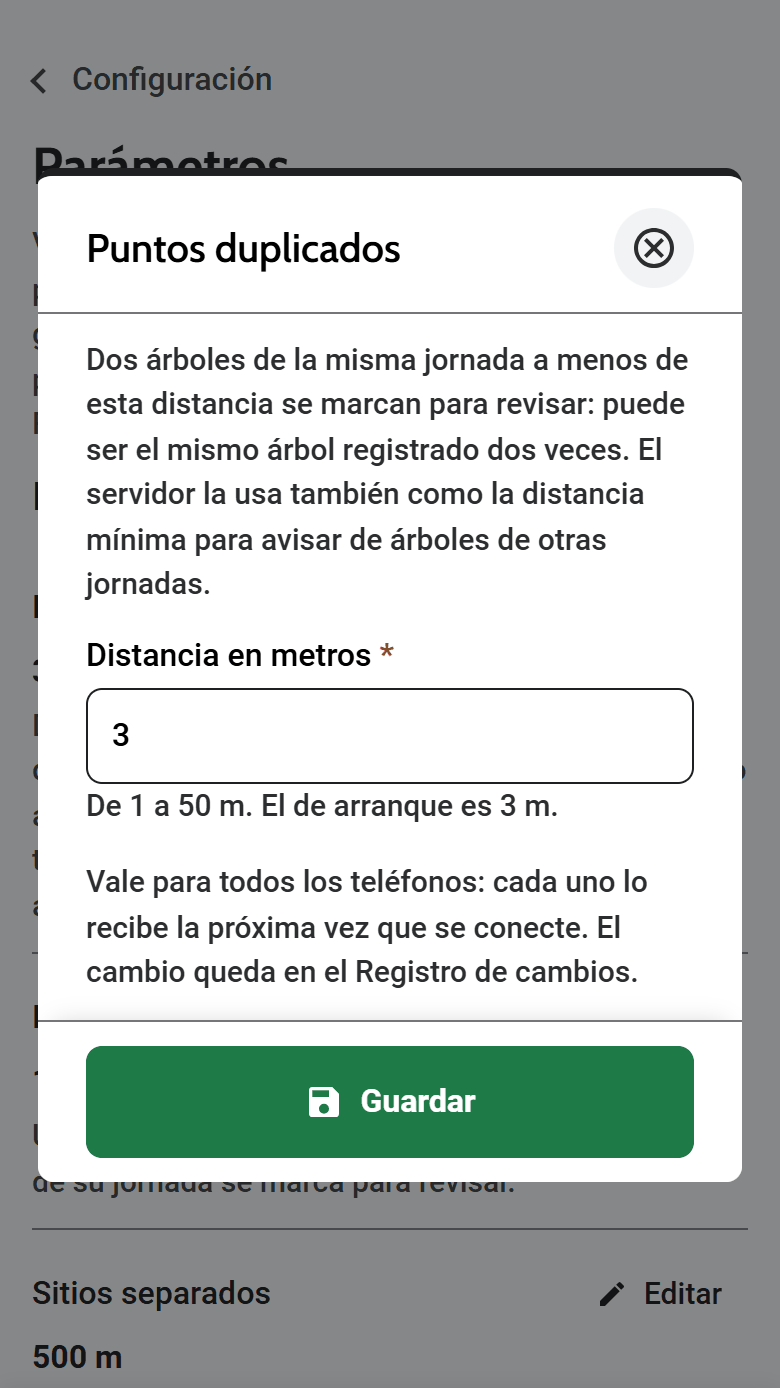 Configuración
Parámetros
Puntos duplicados
Dos árboles de la misma jornada a menos de
esta distancia se marcan para revisar: puede
ser el mismo árbol registrado dos veces. El
servidor la usa también como la distancia
mínima para avisar de árboles de otras
jornadas.
Distancia en metros *
3
De 1 a 50 m. El de arranque es 3 m.
Vale para todos los teléfonos: cada uno lo
recibe la próxima vez que se conecte. El
cambio queda en el Registro de cambios.
Guardar
de su jornada se marca para revisar.
Sitios separados
Editar
500 m